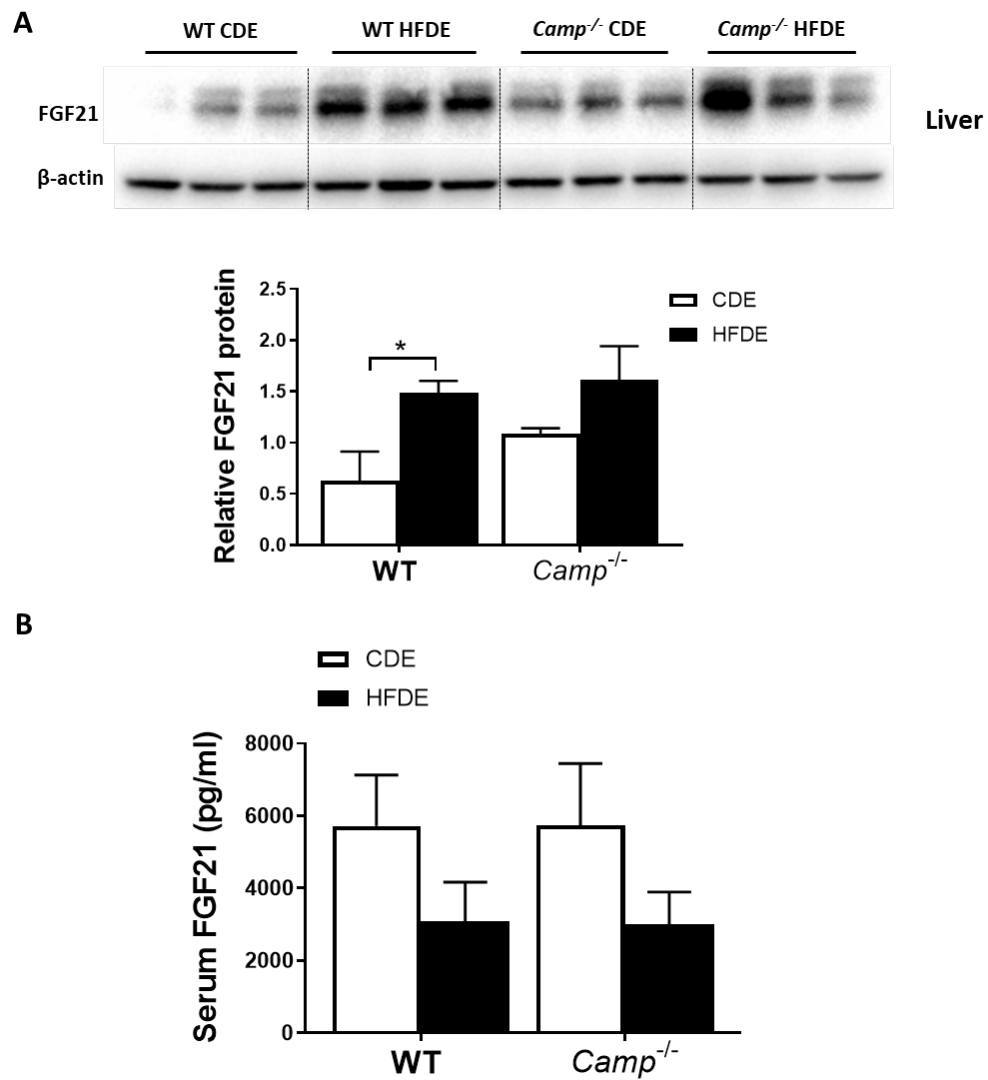 A
WT CDE WT HFDE Camp-/- CDE Camp-/- HFDE
FGF21
Liver
β-actin
Relative FGF21 protein
2.5
2.0
1.5
1.0
0.5
0.0
*
CDE
HFDE
WT Camp-/-
B
CDE
HFDE
Serum FGF21 (pg/ml)
8000
6000
4000
2000
0
WT Camp-/-